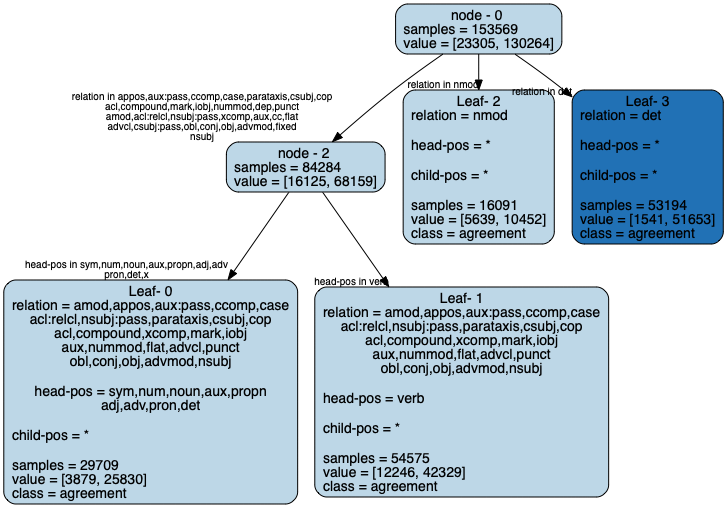 node - 0
samples = 153569
value = [23305, 130264]
relation in appos,aux:pass,ccomp,case,parataxis,csubj,cop
acl,compound,mark,iobj,nummod,dep,punct
amod,acl:relcl,nsubj:pass,xcomp,aux,cc,flat
advcl,csubj:pass,obl,conj,obj,advmod,fixed
nsubj
relation in nmod
relation in det
node - 2
samples = 84284
value = [16125, 68159]
Leaf- 2
relation = nmod
head-pos = *
child-pos = *
samples = 16091
value = [5639, 10452]
class = agreement
Leaf- 3
relation = det
head-pos = *
child-pos = *
samples = 53194
value = [1541, 51653]
class = agreement
head-pos in sym,num,noun,aux,propn,adj,adv
pron,det,x
head-pos in verb
Leaf- 0
relation = amod,appos,aux:pass,ccomp,case
acl:relcl,nsubj:pass,parataxis,csubj,cop
acl,compound,xcomp,mark,iobj
aux,nummod,flat,advcl,punct
obl,conj,obj,advmod,nsubj
head-pos = sym,num,noun,aux,propn
adj,adv,pron,det
child-pos = *
samples = 29709
value = [3879, 25830]
class = agreement
Leaf- 1
relation = amod,appos,aux:pass,ccomp,case
acl:relcl,nsubj:pass,parataxis,csubj,cop
acl,compound,xcomp,mark,iobj
aux,nummod,flat,advcl,punct
obl,conj,obj,advmod,nsubj
head-pos = verb
child-pos = *
samples = 54575
value = [12246, 42329]
class = agreement